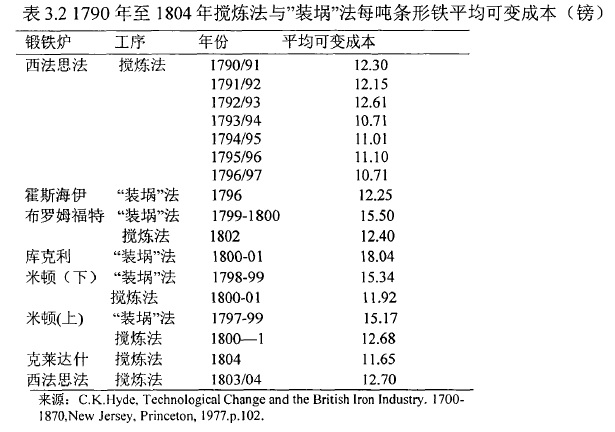 表 3.2 1790 年至 1804 年搅炼法与”装埚”法每吨条形铁平均可变成本（镑）
锻铁炉 工序 年份 平均可变成本
西法思法 搅炼法 1790/91 12.30
1791/92 12.15
1792/93 12.61
1793/94 10.71
1794/95 11.01
1795/96 11.10
1796/97 10.71
霍斯海伊 “装埚”法 1796 12.25
布罗姆福特 “装埚”法 1799-1800 15.50
搅炼法 1802 12.40
库克利 “装埚”法 1800-01 18.04
米顿（下） “装埚”法 1798-99 15.34
搅炼法 1800-01 11.92
米顿(上) “装埚”法 1797-99 15.17
搅炼法 1800—1 12.68
克莱达什 搅炼法 1804 11.65
西法思法 搅炼法 1803/04 12.70
来源： C.K.Hyde, Technological Change and the British Iron Industry. 1700-
1870,New Jersey, Princeton, 1977.p.102.